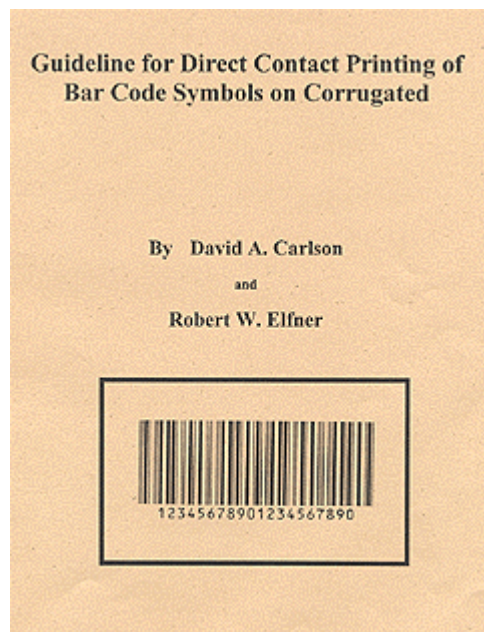 Guideline for Direct Contact Printing of
Bar Code Symbols on Corrugated
By David A. Carlson
and
Robert W. Elfner
12345678901234567890